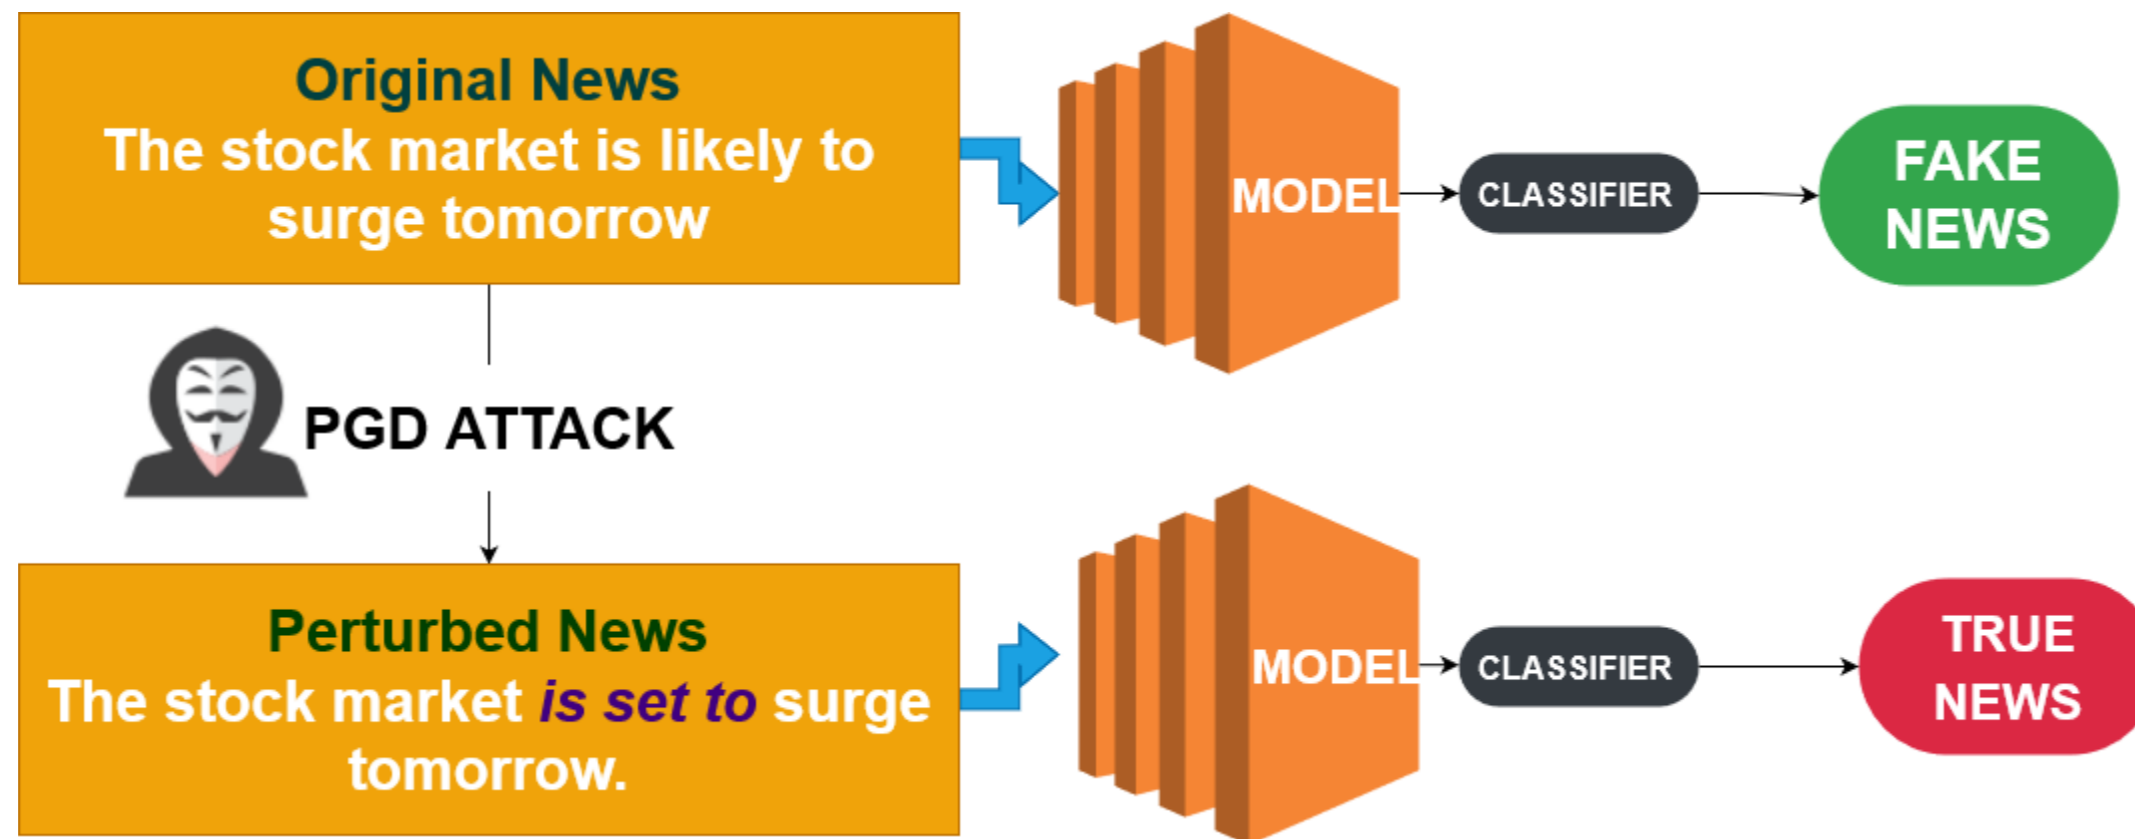 Original News
The stock market is likely to
surge tomorrow
MODEL
CLASSIFIER
FAKE
NEWS
PGD ATTACK
Perturbed News
The stock market is set to surge
tomorrow.
MODEL
CLASSIFIER
TRUE
NEWS